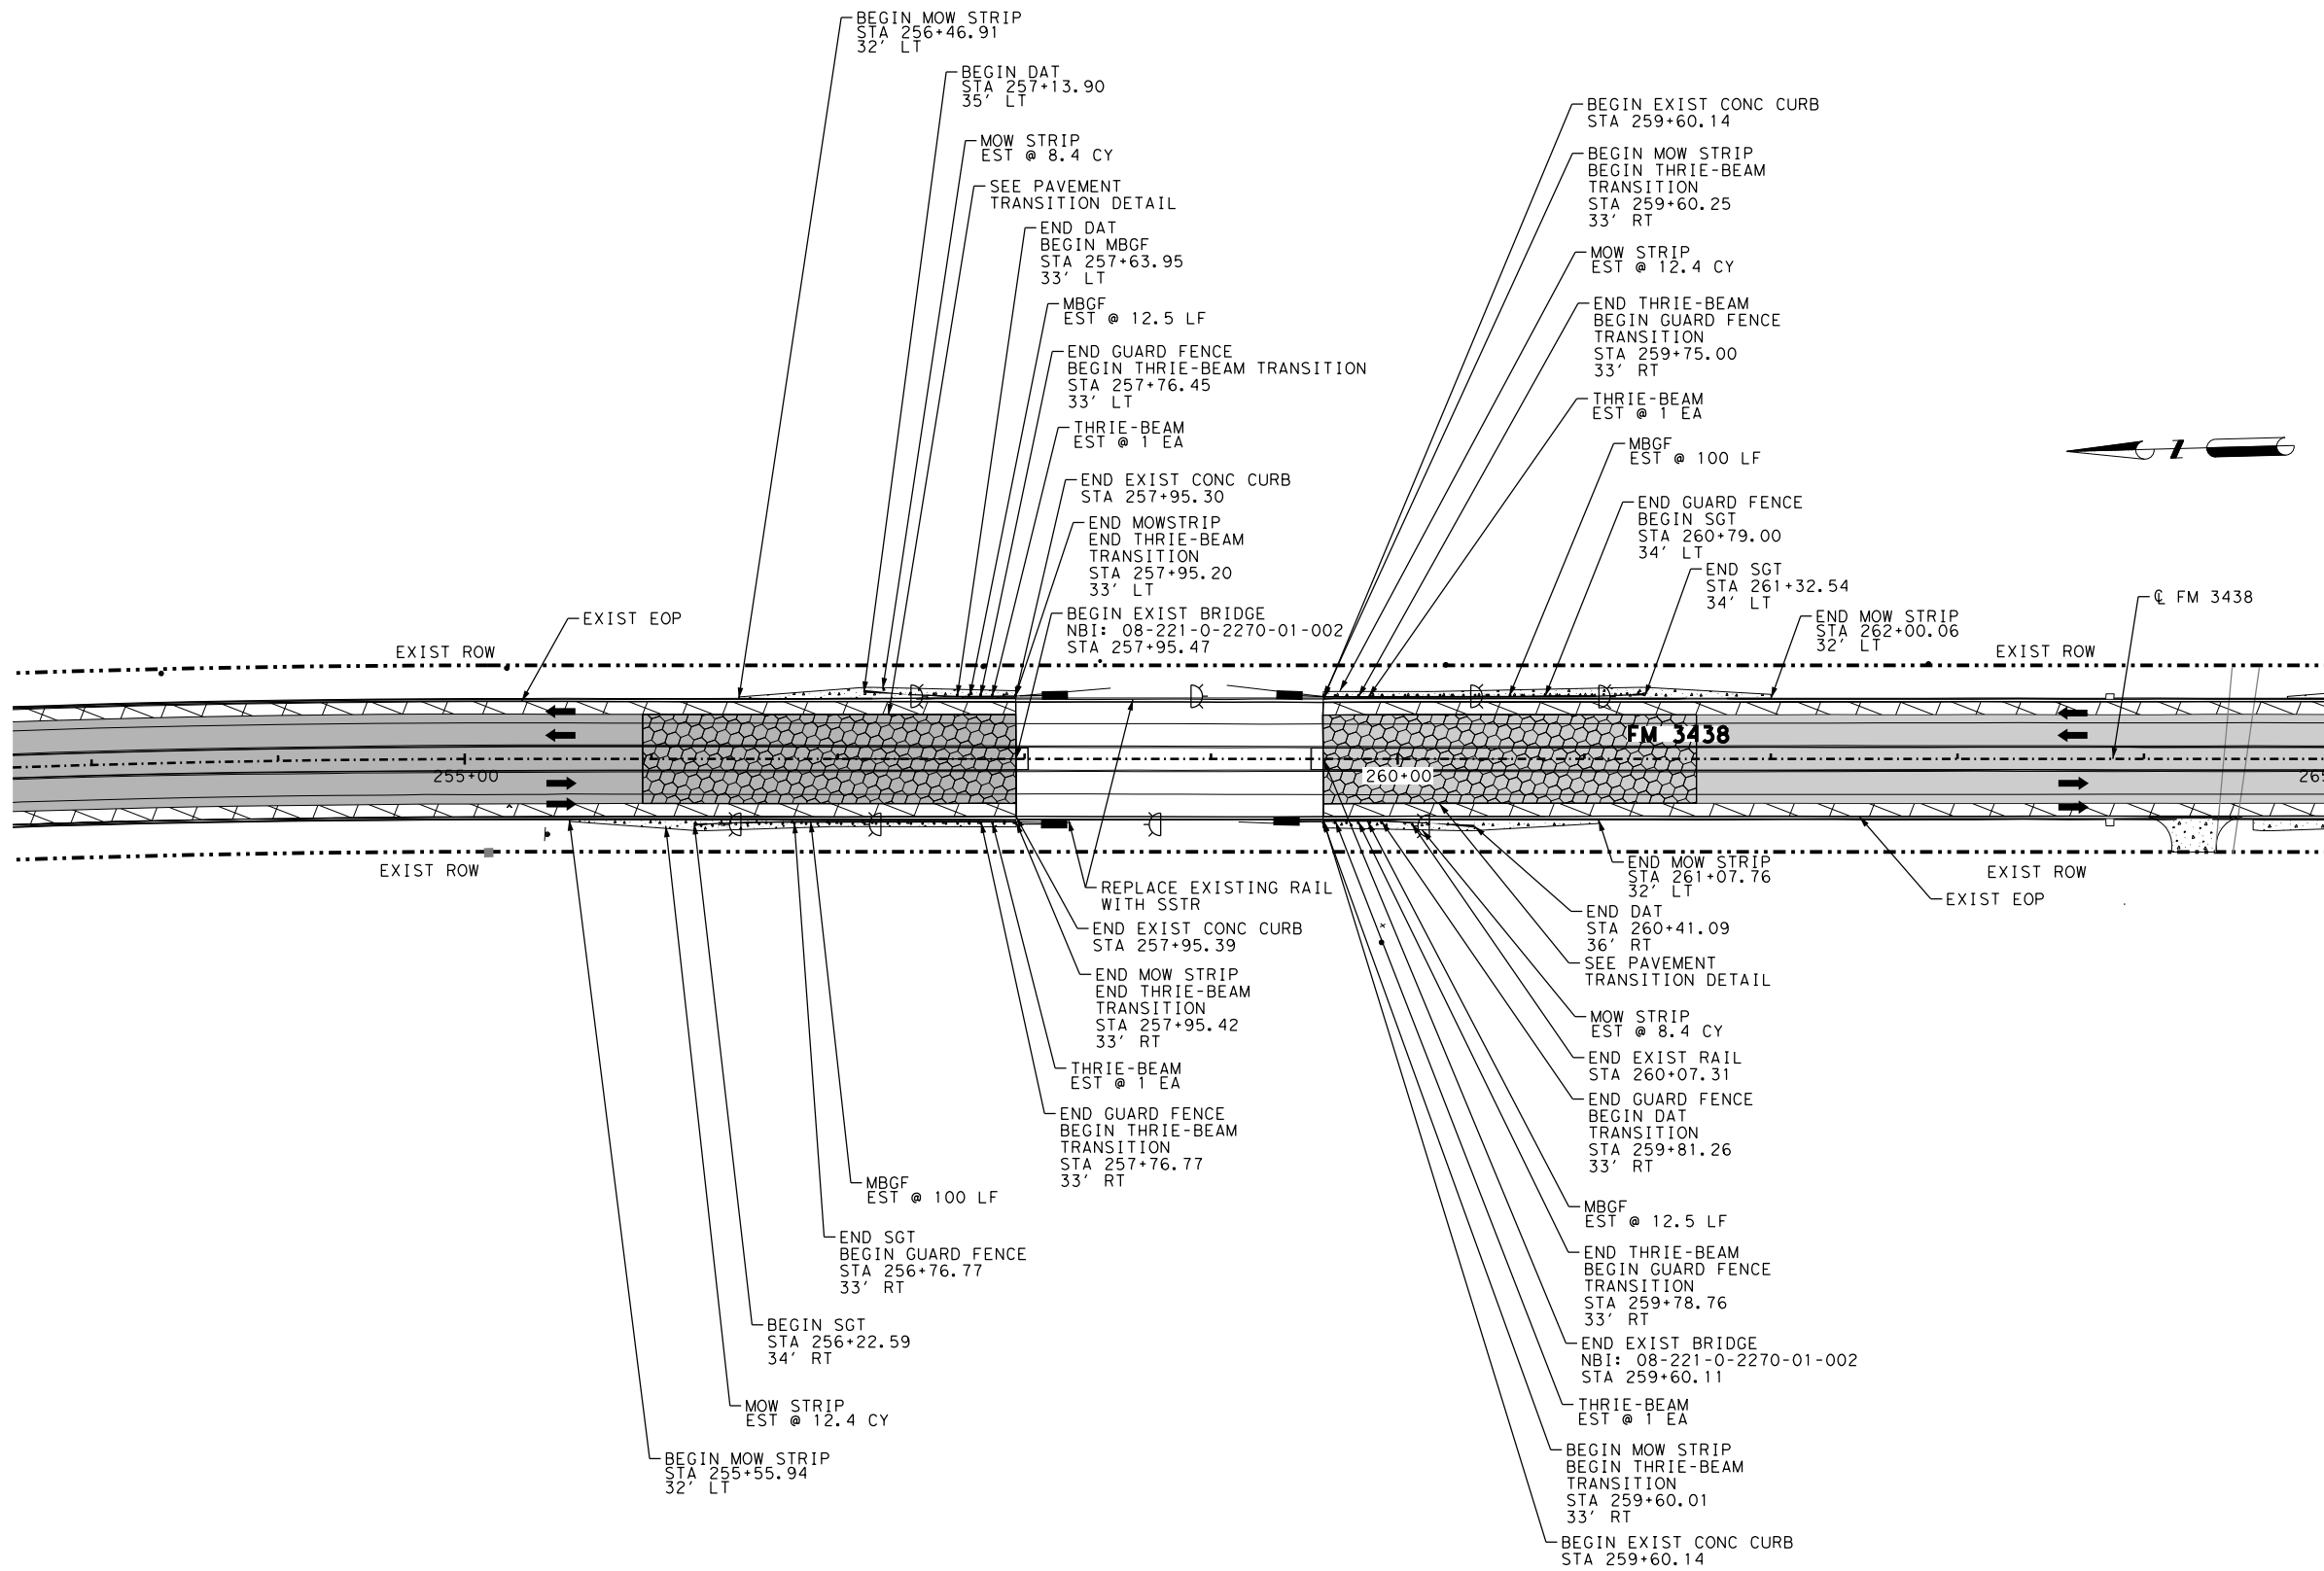 BEGIN MOW STRIP
STA 256+46.91
32' LT
BEGIN DAT
STA 257+13.90
35' LT
MOW STRIP
EST @ 8.4 CY
SEE PAVEMENT
TRANSITION DETAIL
END DAT
BEGIN MBGF
STA 257+63.95
33' LT
MBGF
EST @ 12.5 LF
END GUARD FENCE
BEGIN THRIE-BEAM TRANSITION
STA 257+76.45
33' LT
THRIE-BEAM
EST @ 1 EA
END EXIST CONC CURB
STA 257+95.30
END MOWSTRIP
END THRIE-BEAM
TRANSITION
STA 257+95.20
33' LT
BEGIN EXIST BRIDGE
NBI: 08-221-0-2270-01-002
STA 257+95.47
BEGIN EXIST CONC CURB
STA 259+60.14
BEGIN MOW STRIP
BEGIN THRIE-BEAM
TRANSITION
STA 259+60.25
33' RT
MOW STRIP
EST @ 12.4 CY
END THRIE-BEAM
BEGIN GUARD FENCE
TRANSITION
STA 259+75.00
33' RT
THRIE-BEAM
EST @ 1 EA
MBGF
EST @ 100 LF
END GUARD FENCE
BEGIN SGT
STA 260+79.00
34' LT
END SGT
STA 261+32.54
34' LT
END MOW STRIP
STA 262+00.06
32' LT
Z
℄ FM 3438
EXIST EOP
EXIST ROW
EXIST ROW
FM 3438
255+00
260+00
265
EXIST ROW
EXIST ROW
EXIST EOP
REPLACE EXISTING RAIL
WITH SSTR
END EXIST CONC CURB
STA 257+95.39
END MOW STRIP
END THRIE-BEAM
TRANSITION
STA 257+95.42
33' RT
THRIE-BEAM
EST @ 1 EA
END GUARD FENCE
BEGIN THRIE-BEAM
TRANSITION
STA 257+76.77
33' RT
MBGF
EST @ 100 LF
END SGT
BEGIN GUARD FENCE
STA 256+76.77
33' RT
BEGIN SGT
STA 256+22.59
34' RT
MOW STRIP
EST @ 12.4 CY
BEGIN MOW STRIP
STA 255+55.94
32' LT
END MOW STRIP
STA 261+07.76
32' LT
END DAT
STA 260+41.09
36' RT
SEE PAVEMENT
TRANSITION DETAIL
MOW STRIP
EST @ 8.4 CY
END EXIST RAIL
STA 260+07.31
END GUARD FENCE
BEGIN DAT
TRANSITION
STA 259+81.26
33' RT
MBGF
EST @ 12.5 LF
END THRIE-BEAM
BEGIN GUARD FENCE
TRANSITION
STA 259+78.76
33' RT
END EXIST BRIDGE
NBI: 08-221-0-2270-01-002
STA 259+60.11
THRIE-BEAM
EST @ 1 EA
BEGIN MOW STRIP
BEGIN THRIE-BEAM
TRANSITION
STA 259+60.01
33' RT
BEGIN EXIST CONC CURB
STA 259+60.14